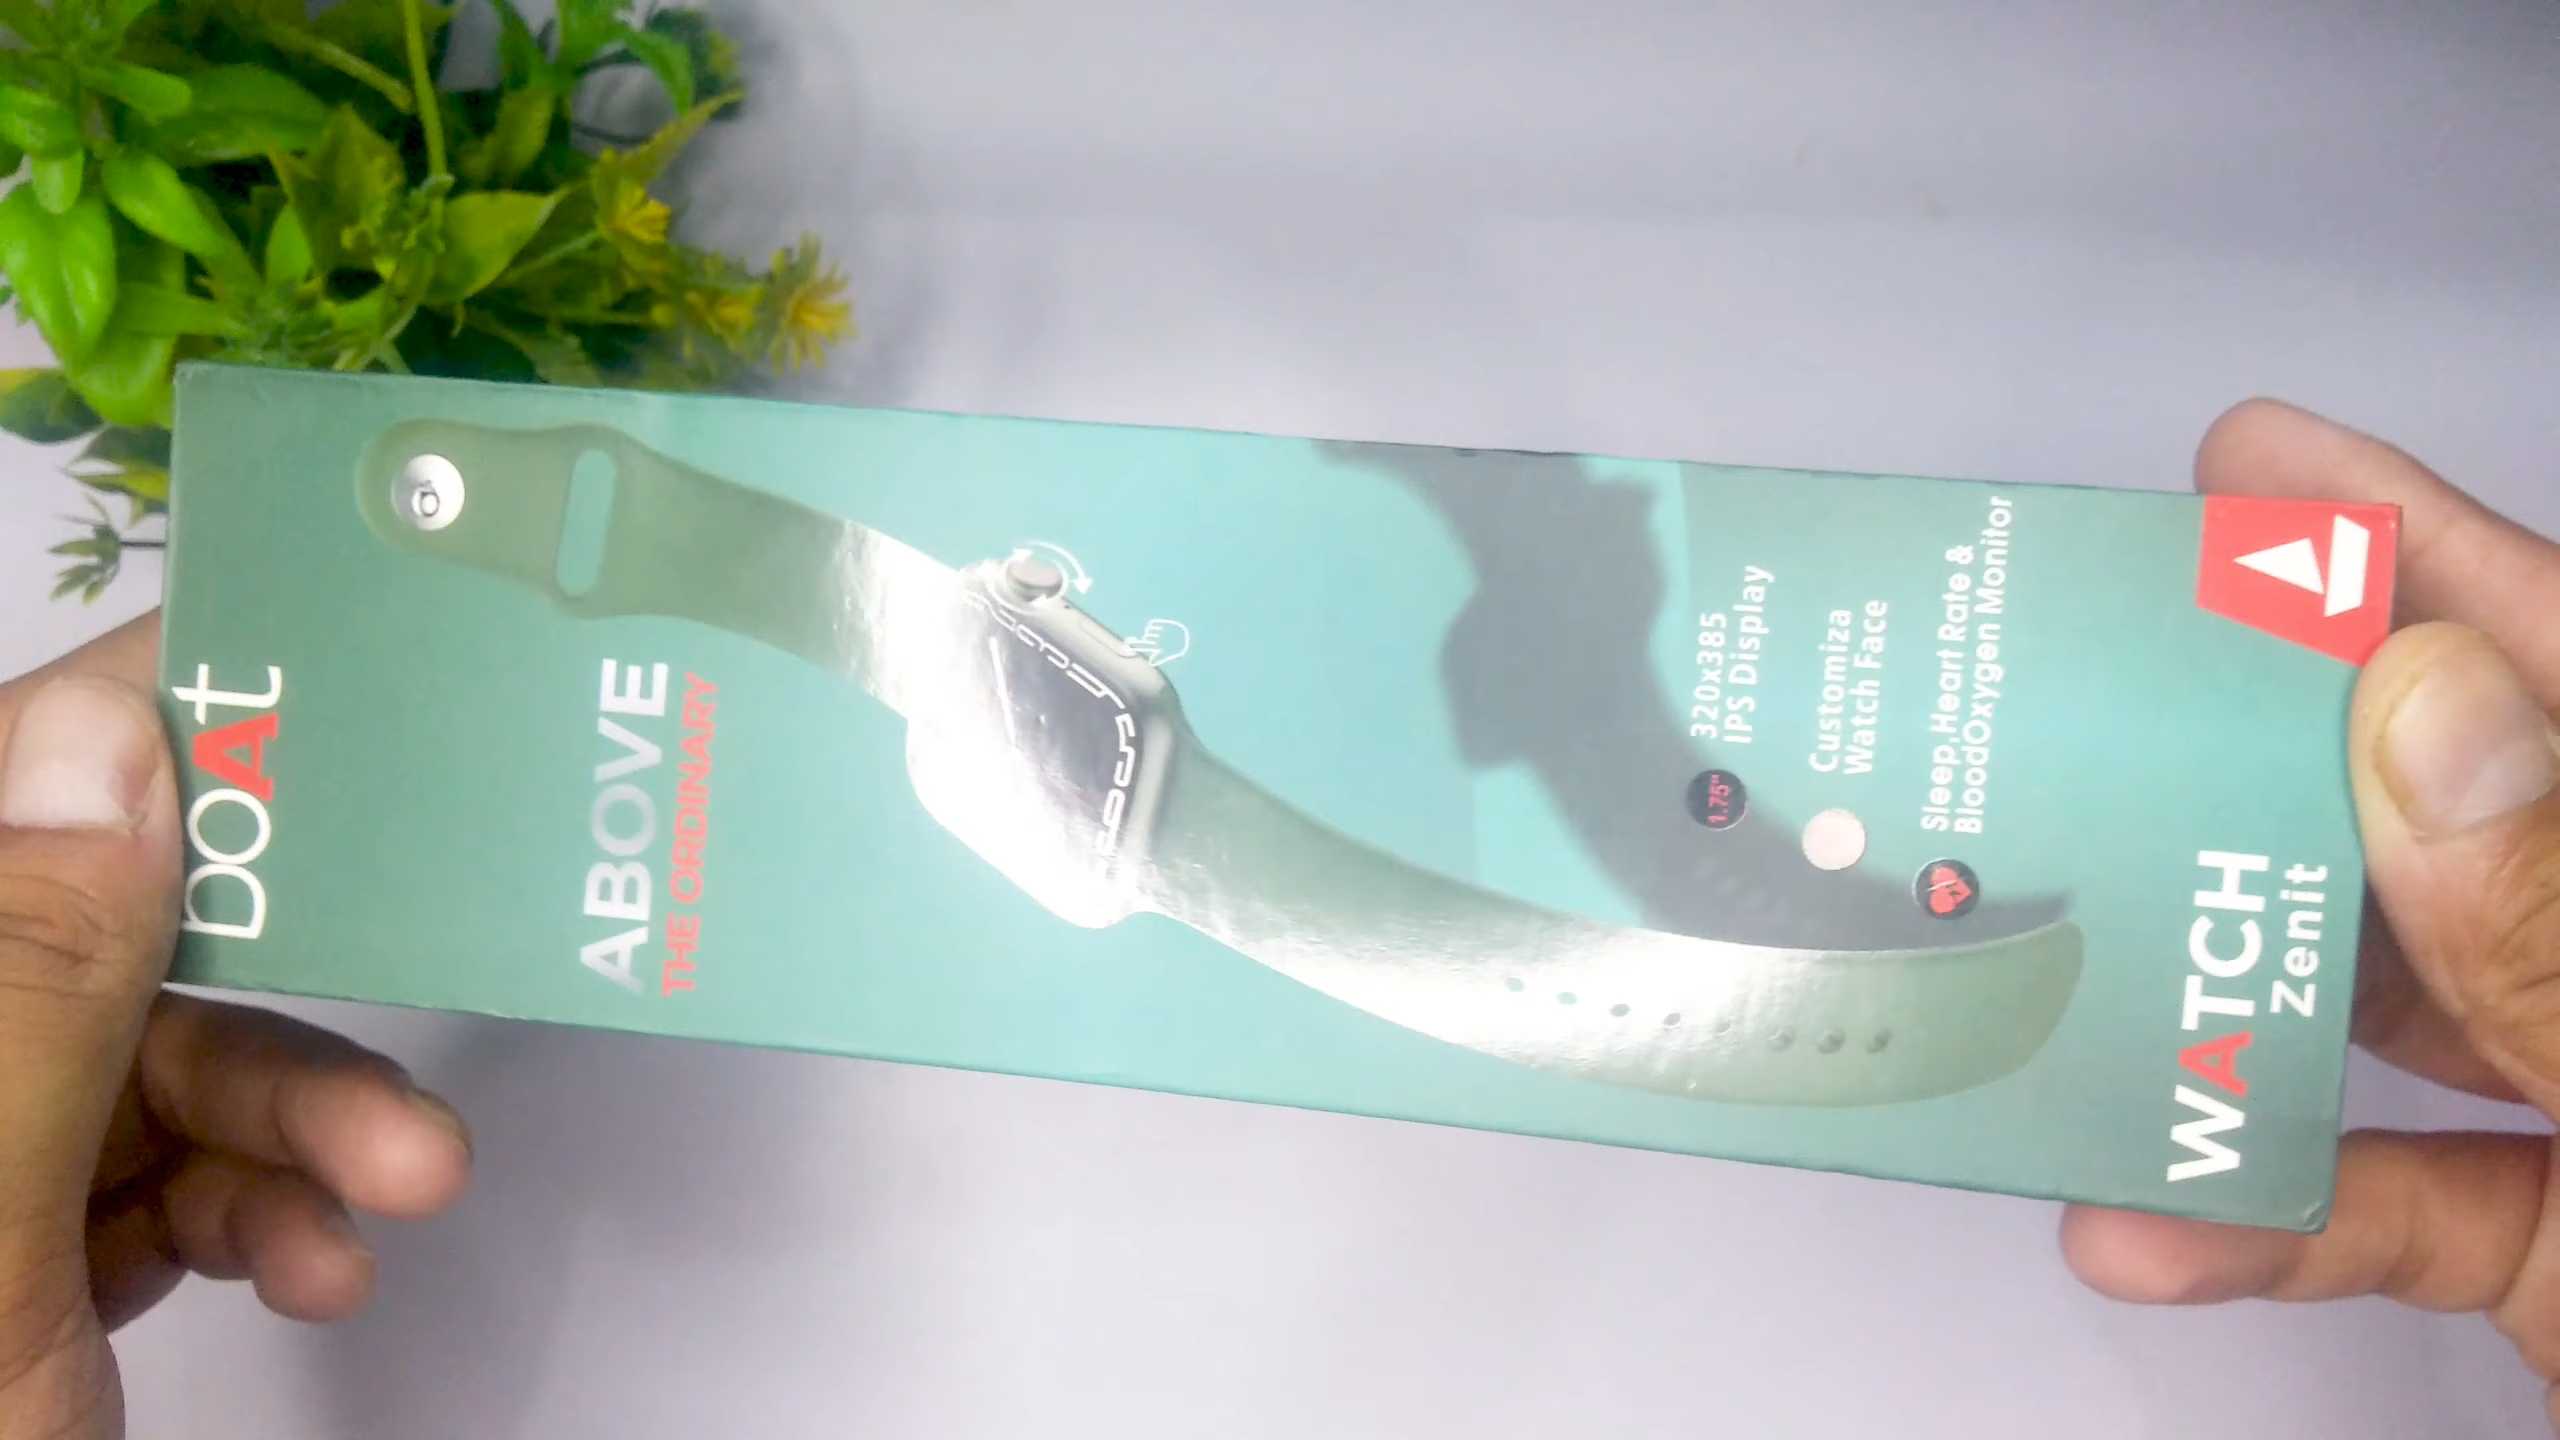 boAt
ABOVE
THE ORDINARY
1.75"
320x385
IPS Display
Customiza
Watch Face
Sleep,Heart Rate &
BloodOxygen Monitor
WATCH
Zenit